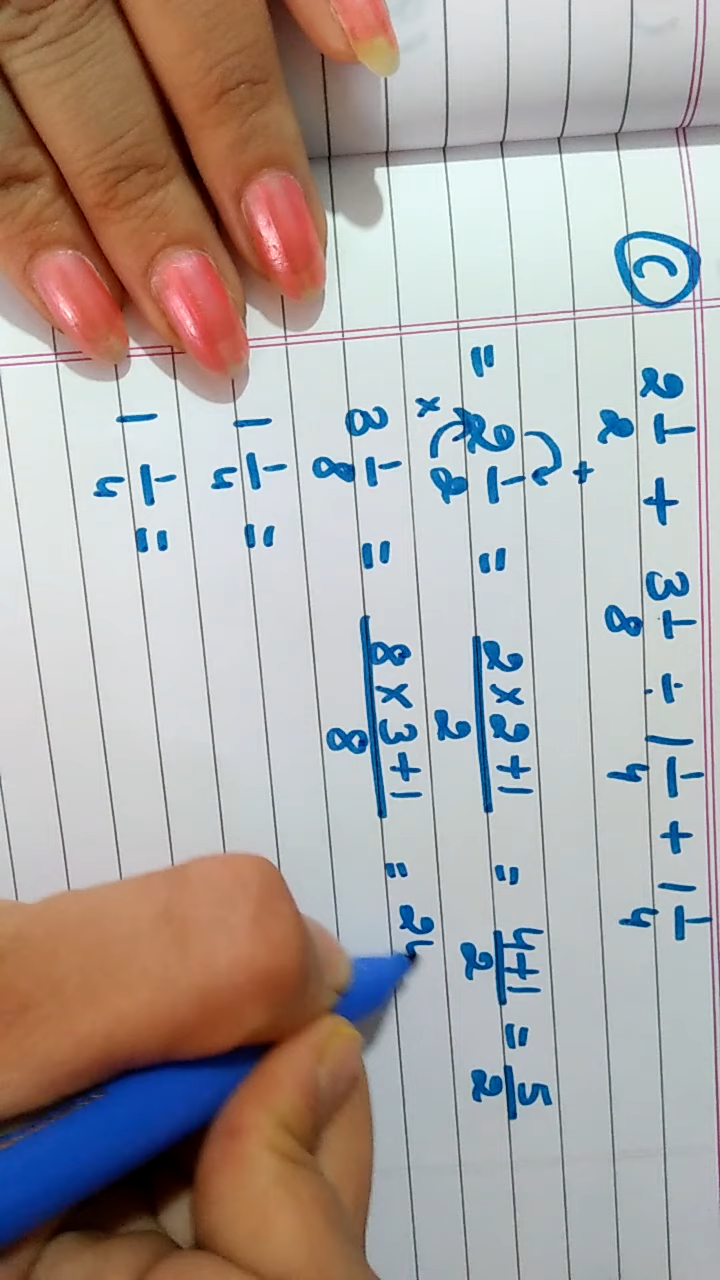 C 2 1/2 + 3 1/8 ÷ 1 1/4 + 1 1/4
= 2 1/2 = 2 × 2 + 1 / 2 = 4+1 / 2 = 5/2
× +
3 1/8 = 8 × 3 + 1 / 8 = 24
1 1/4 =
1 1/4 =